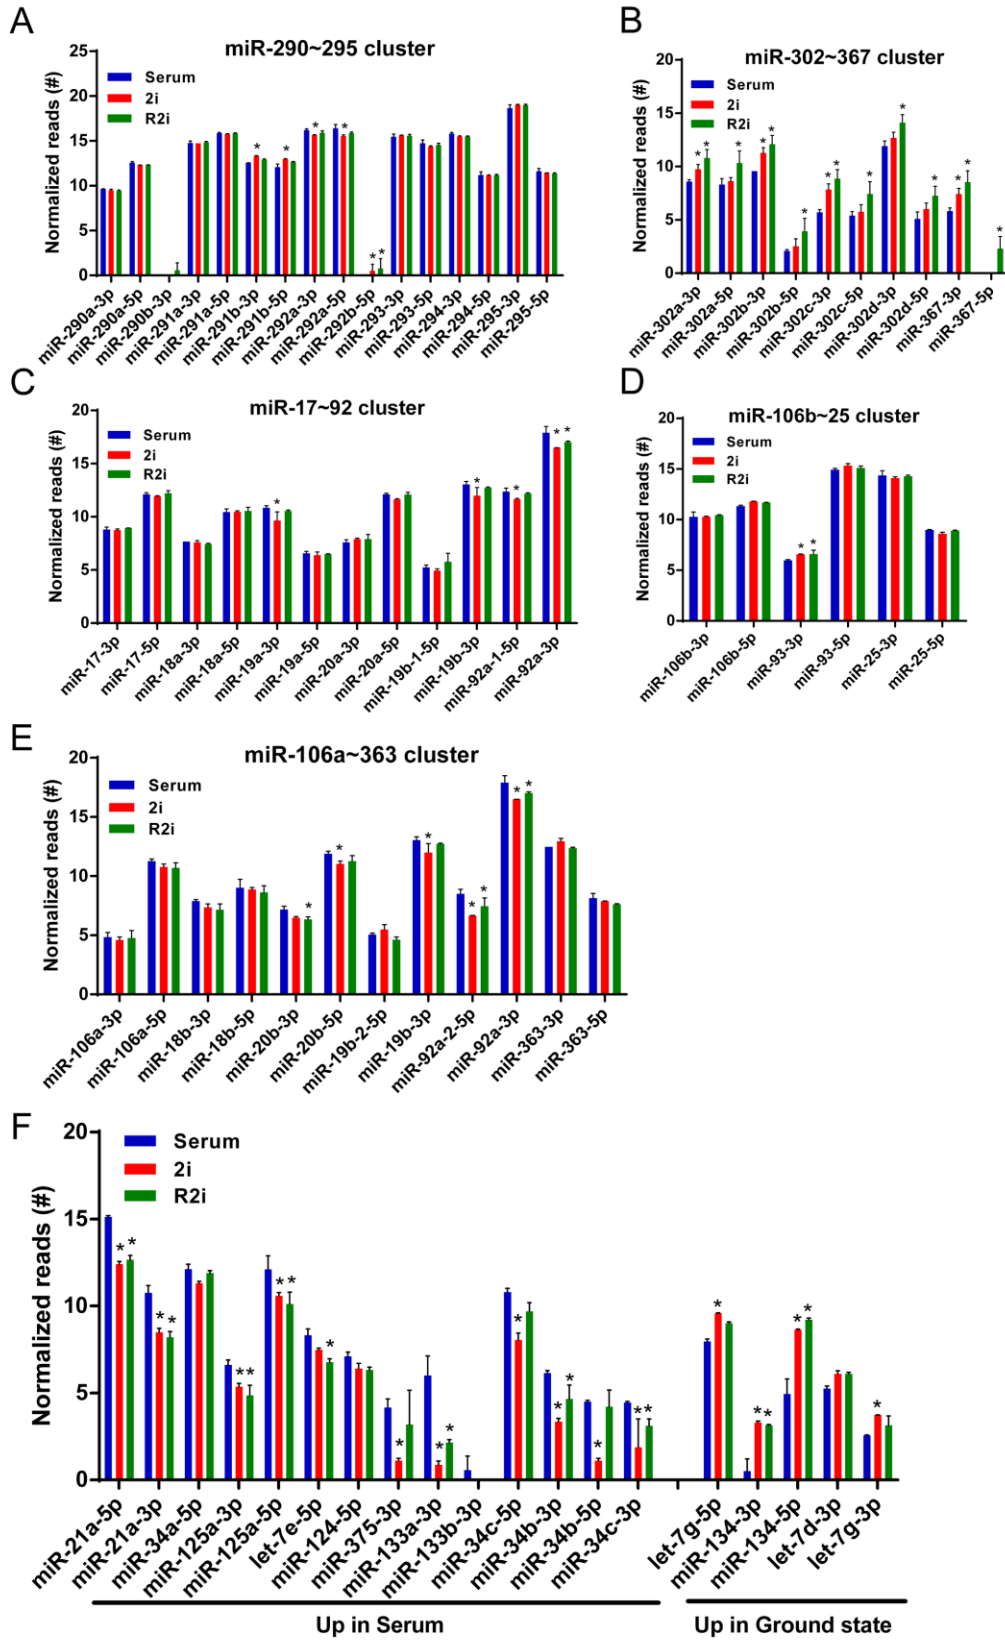 A
miR-290~295 cluster
Normalized reads (#)
25
20
15
10
5
0
Serum
2i
R2i
* * * * * *
miR-290a-3p
miR-290a-5p
miR-290b-3p
miR-291a-3p
miR-291a-5p
miR-291b-3p
miR-291b-5p
miR-292a-3p
miR-292a-5p
miR-292b-5p
miR-293-3p
miR-293-5p
miR-294-3p
miR-294-5p
miR-295-3p
miR-295-5p
B
miR-302~367 cluster
Normalized reads (#)
20
15
10
5
0
Serum
2i
R2i
* * * * * * * * * * * * *
miR-302a-3p
miR-302a-5p
miR-302b-3p
miR-302b-5p
miR-302c-3p
miR-302c-5p
miR-302d-3p
miR-302d-5p
miR-367-3p
miR-367-5p
C
miR-17~92 cluster
Normalized reads (#)
20
15
10
5
0
Serum
2i
R2i
* * * * *
miR-17-3p
miR-17-5p
miR-18a-3p
miR-18a-5p
miR-19a-3p
miR-19a-5p
miR-20a-3p
miR-20a-5p
miR-19b-1-5p
miR-19b-3p
miR-92a-1-5p
miR-92a-3p
D
miR-106b~25 cluster
Normalized reads (#)
20
15
10
5
0
Serum
2i
R2i
* *
miR-106b-3p
miR-106b-5p
miR-93-3p
miR-93-5p
miR-25-3p
miR-25-5p
E
miR-106a~363 cluster
Normalized reads (#)
20
15
10
5
0
Serum
2i
R2i
* * * * * * *
miR-106a-3p
miR-106a-5p
miR-18b-3p
miR-18b-5p
miR-20b-3p
miR-20b-5p
miR-19b-2-5p
miR-19b-3p
miR-92a-2-5p
miR-92a-3p
miR-363-3p
miR-363-5p
F
Normalized reads (#)
20
15
10
5
0
Serum
2i
R2i
* * * * * * * * * * * * * * * * * * * * * *
miR-21a-5p
miR-21a-3p
miR-34a-5p
miR-125a-3p
miR-125a-5p
let-7e-5p
miR-124-5p
miR-375-3p
miR-133a-3p
miR-133b-3p
miR-34c-5p
miR-34b-3p
miR-34b-5p
miR-34c-3p
let-7g-5p
miR-134-3p
miR-134-5p
let-7d-3p
let-7g-3p
Up in Serum
Up in Ground state